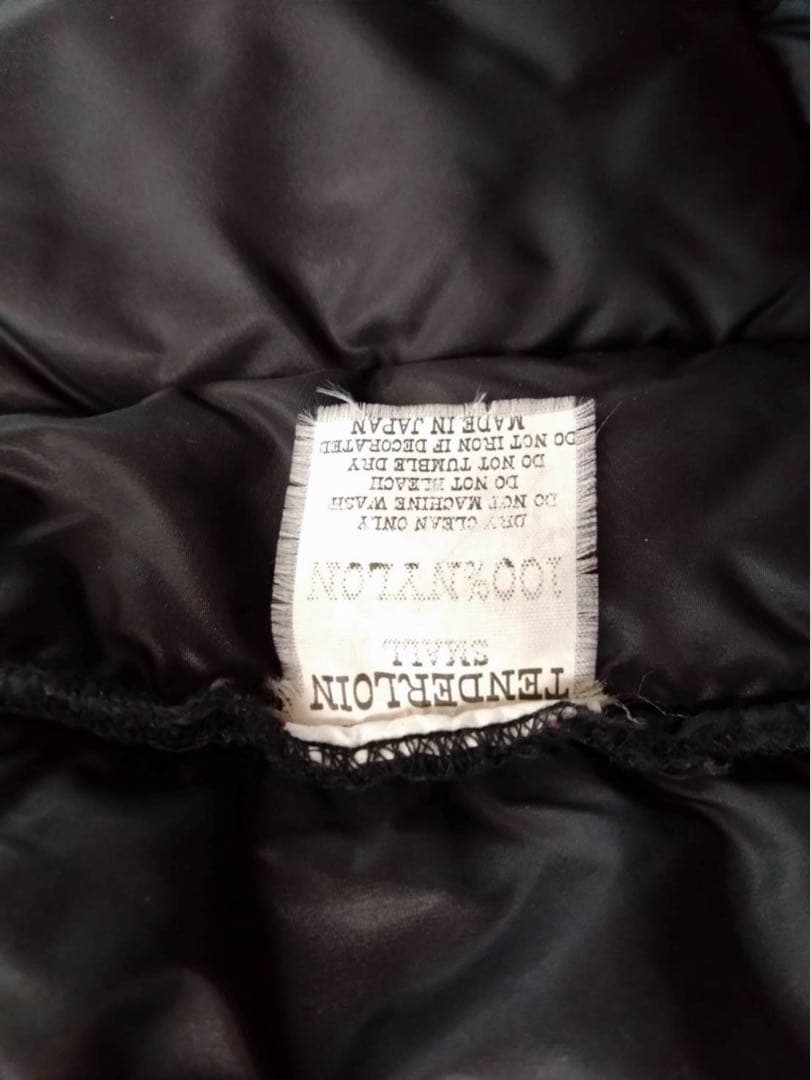 TENDERLOIN
SMALL
100%NYLON
DRY CLEAN ONLY
DO NOT MACHINE WASH
DO NOT BLEACH
DO NOT TUMBLE DRY
DO NOT IRON IF DECORATED
MADE IN JAPAN